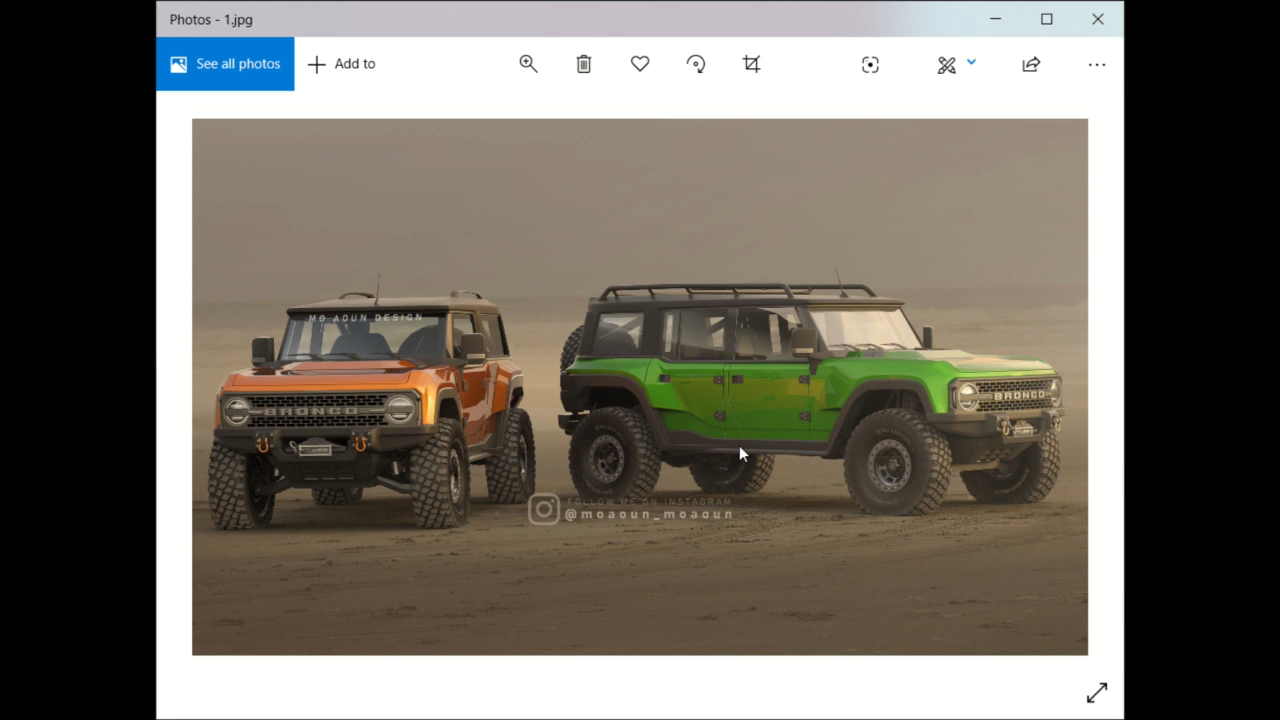 Photos - 1.jpg
See all photos
Add to
MO AOUN DESIGN
BRONCO
BRONCO
FOLLOW ME ON INSTAGRAM
@moaoun_moaoun